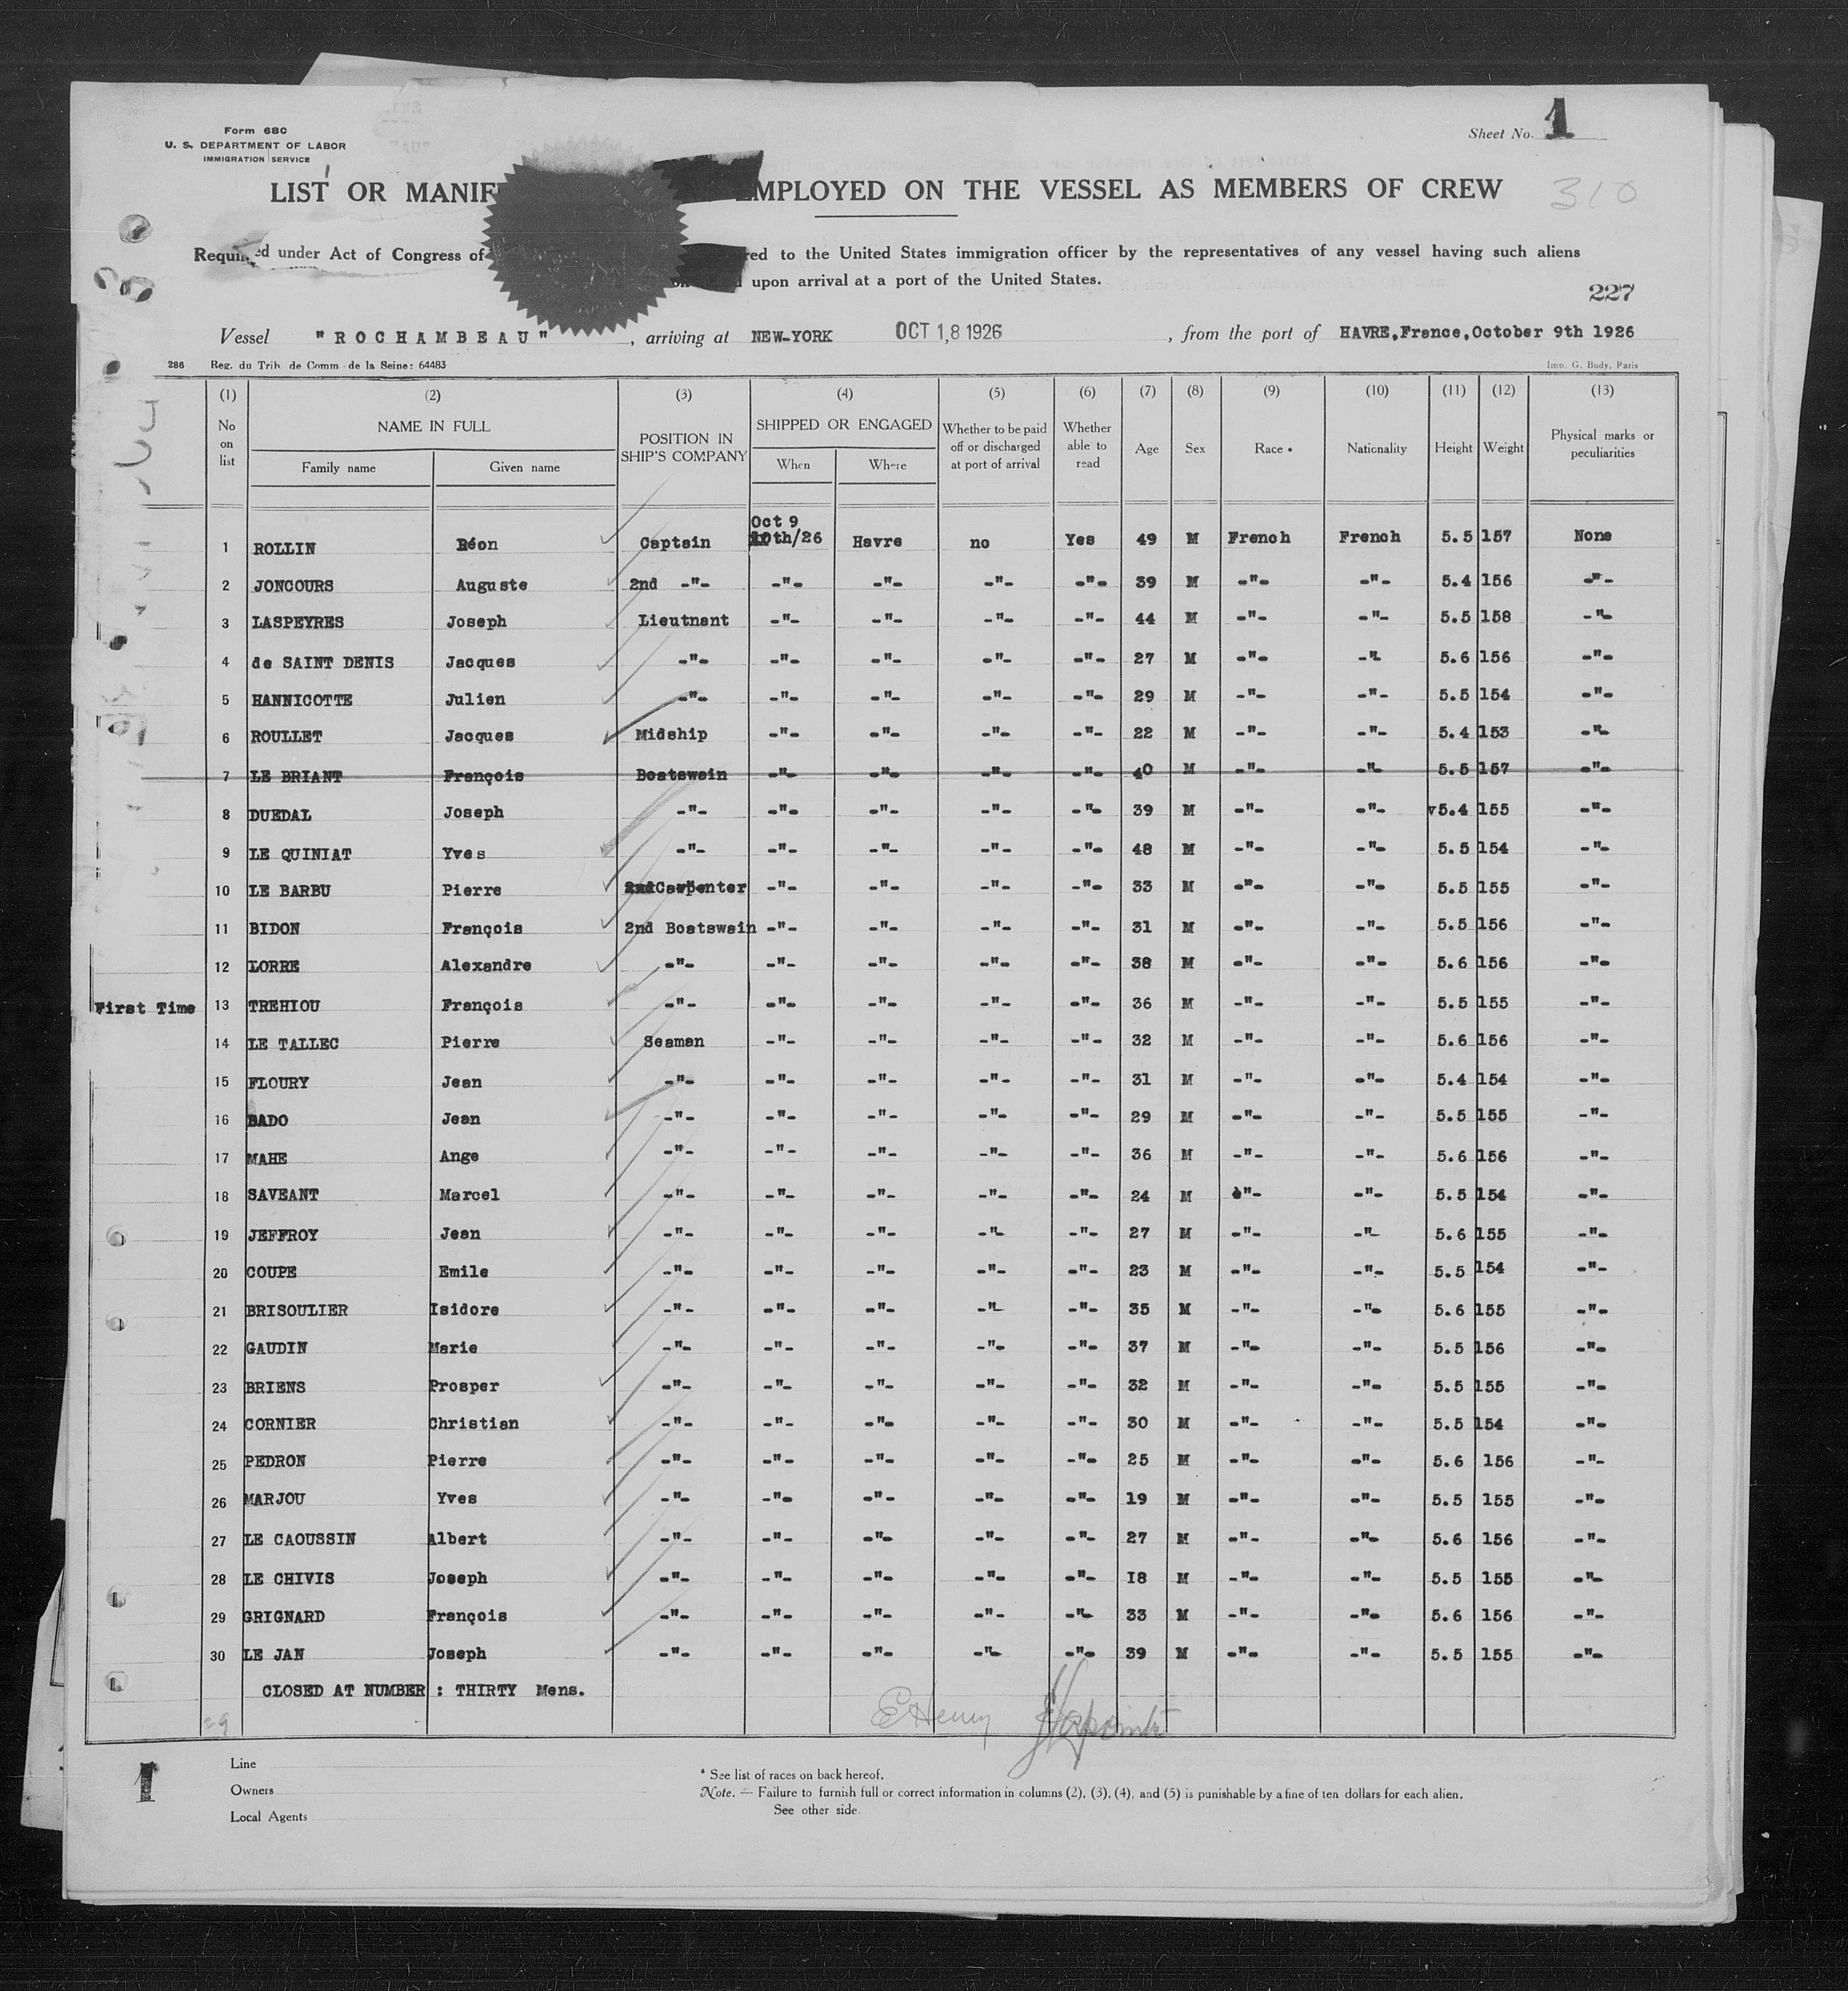 Form 680
U. S. DEPARTMENT OF LABOR
IMMIGRATION SERVICE
Sheet No. 1
LIST OR MANIF EMPLOYED ON THE VESSEL AS MEMBERS OF CREW
310
under Act of Congress of red to the United States immigration officer by the representatives of any vessel having such aliens
upon arrival at a port of the United States.
227
Vessel "ROCHAMBEAU", arriving at NEW-YORK OCT 18 1926, from the port of HAVRE,France,October 9th 1926
286 Reg. du Trib. de Comm. de la Seine: 64483 Imp. G. Body, Paris
(1) (2) (3) (4) (5) (6) (7) (8) (9) (10) (11) (12) (13)
No on list NAME IN FULL POSITION IN SHIP'S COMPANY SHIPPED OR ENGAGED Whether to be paid off or discharged at port of arrival Whether able to read Age Sex Race * Nationality Height Weight Physical marks or peculiarities
Family name Given name When Where
Oct 9
1 ROLLIN Réon Captain 10th/26 Havre no Yes 49 M French French 5.5 157 None
2 JONCOURS Auguste 2nd -"- -"- -"- -"- -"- 39 M -"- -"- 5.4 156 -"-
3 LASPEYRES Joseph Lieutnant -"- -"- -"- -"- 44 M -"- -"- 5.5 158 -"-
4 de SAINT DENIS Jacques -"- -"- -"- -"- -"- 27 M -"- -"- 5.6 156 -"-
5 HANNICOTTE Julien -"- -"- -"- -"- -"- 29 M -"- -"- 5.5 154 -"-
6 ROULLET Jacques Midship -"- -"- -"- -"- 22 M -"- -"- 5.4 153 -"-
7 LE BRIANT François Boatswain -"- -"- -"- -"- 40 M -"- -"- 5.5 157 -"-
8 DUEDAL Joseph -"- -"- -"- -"- -"- 39 M -"- -"- v5.4 155 -"-
9 LE QUINIAT Yves -"- -"- -"- -"- -"- 48 M -"- -"- 5.5 154 -"-
10 LE BARBU Pierre Carpenter -"- -"- -"- -"- 33 M -"- -"- 5.5 155 -"-
11 BIDON François 2nd Boatswain -"- -"- -"- -"- 31 M -"- -"- 5.5 156 -"-
12 LORRE Alexandre -"- -"- -"- -"- -"- 38 M -"- -"- 5.6 156 -"-
First Time 13 TREHIOU François -"- -"- -"- -"- -"- 36 M -"- -"- 5.5 155 -"-
14 LE TALLEC Pierre Seaman -"- -"- -"- -"- 32 M -"- -"- 5.6 156 -"-
15 FLOURY Jean -"- -"- -"- -"- -"- 31 M -"- -"- 5.4 154 -"-
16 BADO Jean -"- -"- -"- -"- -"- 29 M -"- -"- 5.5 155 -"-
17 MAHE Ange -"- -"- -"- -"- -"- 36 M -"- -"- 5.6 156 -"-
18 SAVEANT Marcel -"- -"- -"- -"- -"- 24 M -"- -"- 5.5 154 -"-
19 JEFFROY Jean -"- -"- -"- -"- -"- 27 M -"- -"- 5.6 155 -"-
20 COUPE Emile -"- -"- -"- -"- -"- 23 M -"- -"- 5.5 154 -"-
21 BRISOULIER Isidore -"- -"- -"- -"- -"- 35 M -"- -"- 5.6 155 -"-
22 GAUDIN Marie -"- -"- -"- -"- -"- 37 M -"- -"- 5.5 156 -"-
23 BRIENS Prosper -"- -"- -"- -"- -"- 32 M -"- -"- 5.5 155 -"-
24 CORNIER Christian -"- -"- -"- -"- -"- 30 M -"- -"- 5.5 154 -"-
25 PEDRON Pierre -"- -"- -"- -"- -"- 25 M -"- -"- 5.6 156 -"-
26 MARJOU Yves -"- -"- -"- -"- -"- 19 M -"- -"- 5.5 155 -"-
27 LE CAOUSSIN Albert -"- -"- -"- -"- -"- 27 M -"- -"- 5.6 156 -"-
28 LE CHIVIS Joseph -"- -"- -"- -"- -"- 18 M -"- -"- 5.5 155 -"-
29 GRIGNARD François -"- -"- -"- -"- -"- 33 M -"- -"- 5.6 156 -"-
30 LE JAN Joseph -"- -"- -"- -"- -"- 39 M -"- -"- 5.5 155 -"-
CLOSED AT NUMBER : THIRTY Mens.
29 E Henry
1
Line
Owners
Local Agents
* See list of races on back hereof.
Note. — Failure to furnish full or correct information in columns (2), (3), (4), and (5) is punishable by a fine of ten dollars for each alien.
See other side.